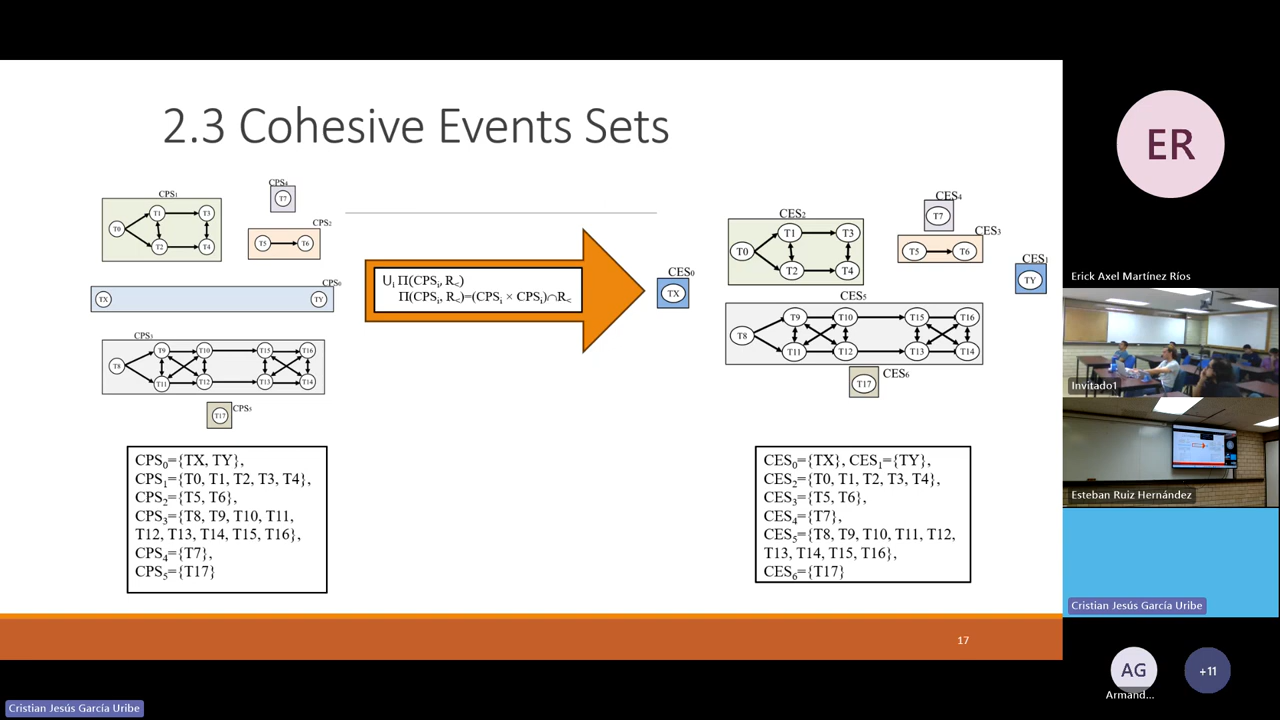 2.3 Cohesive Events Sets
CPS₁
T0
T1
T3
T2
T4
CPS₄
T7
CPS₂
T5
T6
CPS₀
TX
TY
CPS₃
T8
T9
T10
T15
T16
T11
T12
T13
T14
CPS₅
T17
CPS₀={TX, TY},
CPS₁={T0, T1, T2, T3, T4},
CPS₂={T5, T6},
CPS₃={T8, T9, T10, T11,
T12, T13, T14, T15, T16},
CPS₄={T7},
CPS₅={T17}
∪ᵢ Π(CPSᵢ, R<)
Π(CPSᵢ, R<)=(CPSᵢ × CPSᵢ)∩R<
CES₀
TX
CES₂
T0
T1
T3
T2
T4
CES₄
T7
CES₃
T5
T6
CES₁
TY
CES₅
T8
T9
T10
T15
T16
T11
T12
T13
T14
CES₆
T17
CES₀={TX}, CES₁={TY},
CES₂={T0, T1, T2, T3, T4},
CES₃={T5, T6},
CES₄={T7},
CES₅={T8, T9, T10, T11, T12,
T13, T14, T15, T16},
CES₆={T17}
17
ER
Erick Axel Martínez Ríos
Invitado1
Esteban Ruiz Hernández
Cristian Jesús García Uribe
AG
Armand...
+11
Cristian Jesús García Uribe